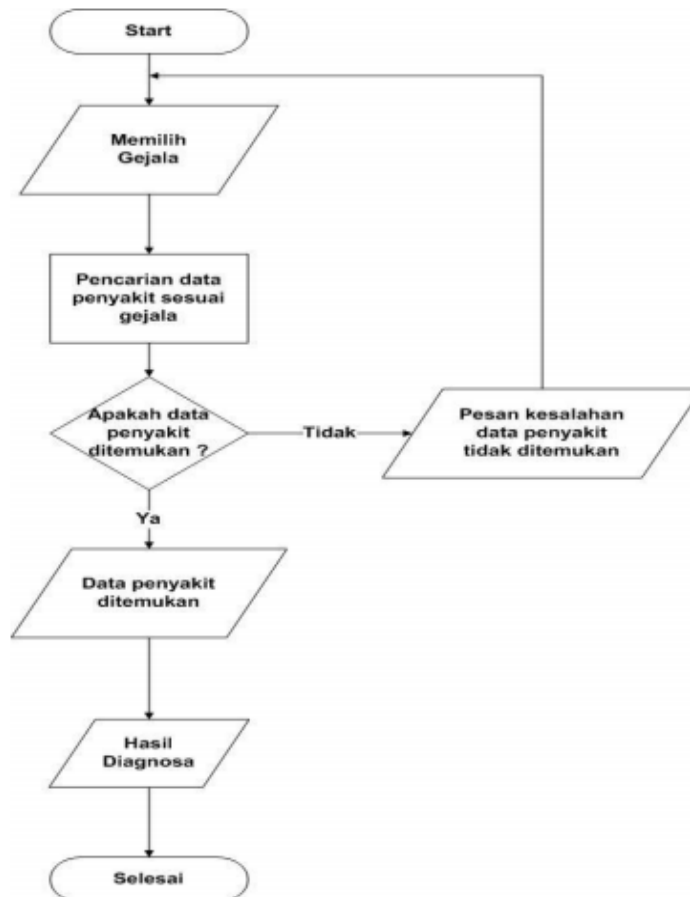 Start
Memilih
Gejala
Pencarian data
penyakit sesuai
gejala
Apakah data
penyakit
ditemukan ?
Tidak
Pesan kesalahan
data penyakit
tidak ditemukan
Ya
Data penyakit
ditemukan
Hasil
Diagnosa
Selesai